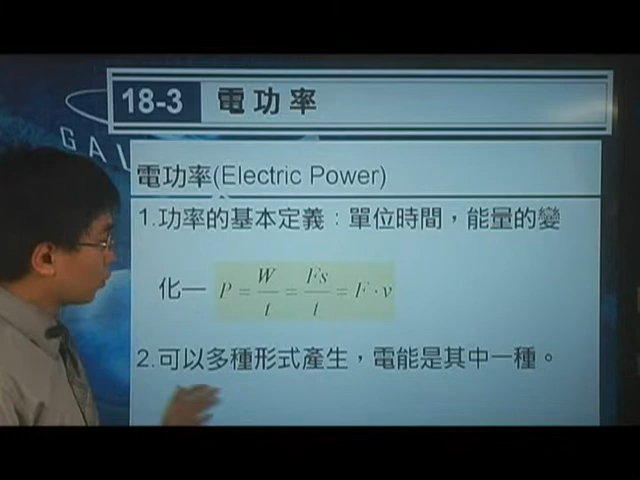 18-3 電功率
GAL
電功率(Electric Power)
1.功率的基本定義：單位時間，能量的變
化— P = W/t = Fs/t = F·v
2.可以多種形式產生，電能是其中一種。